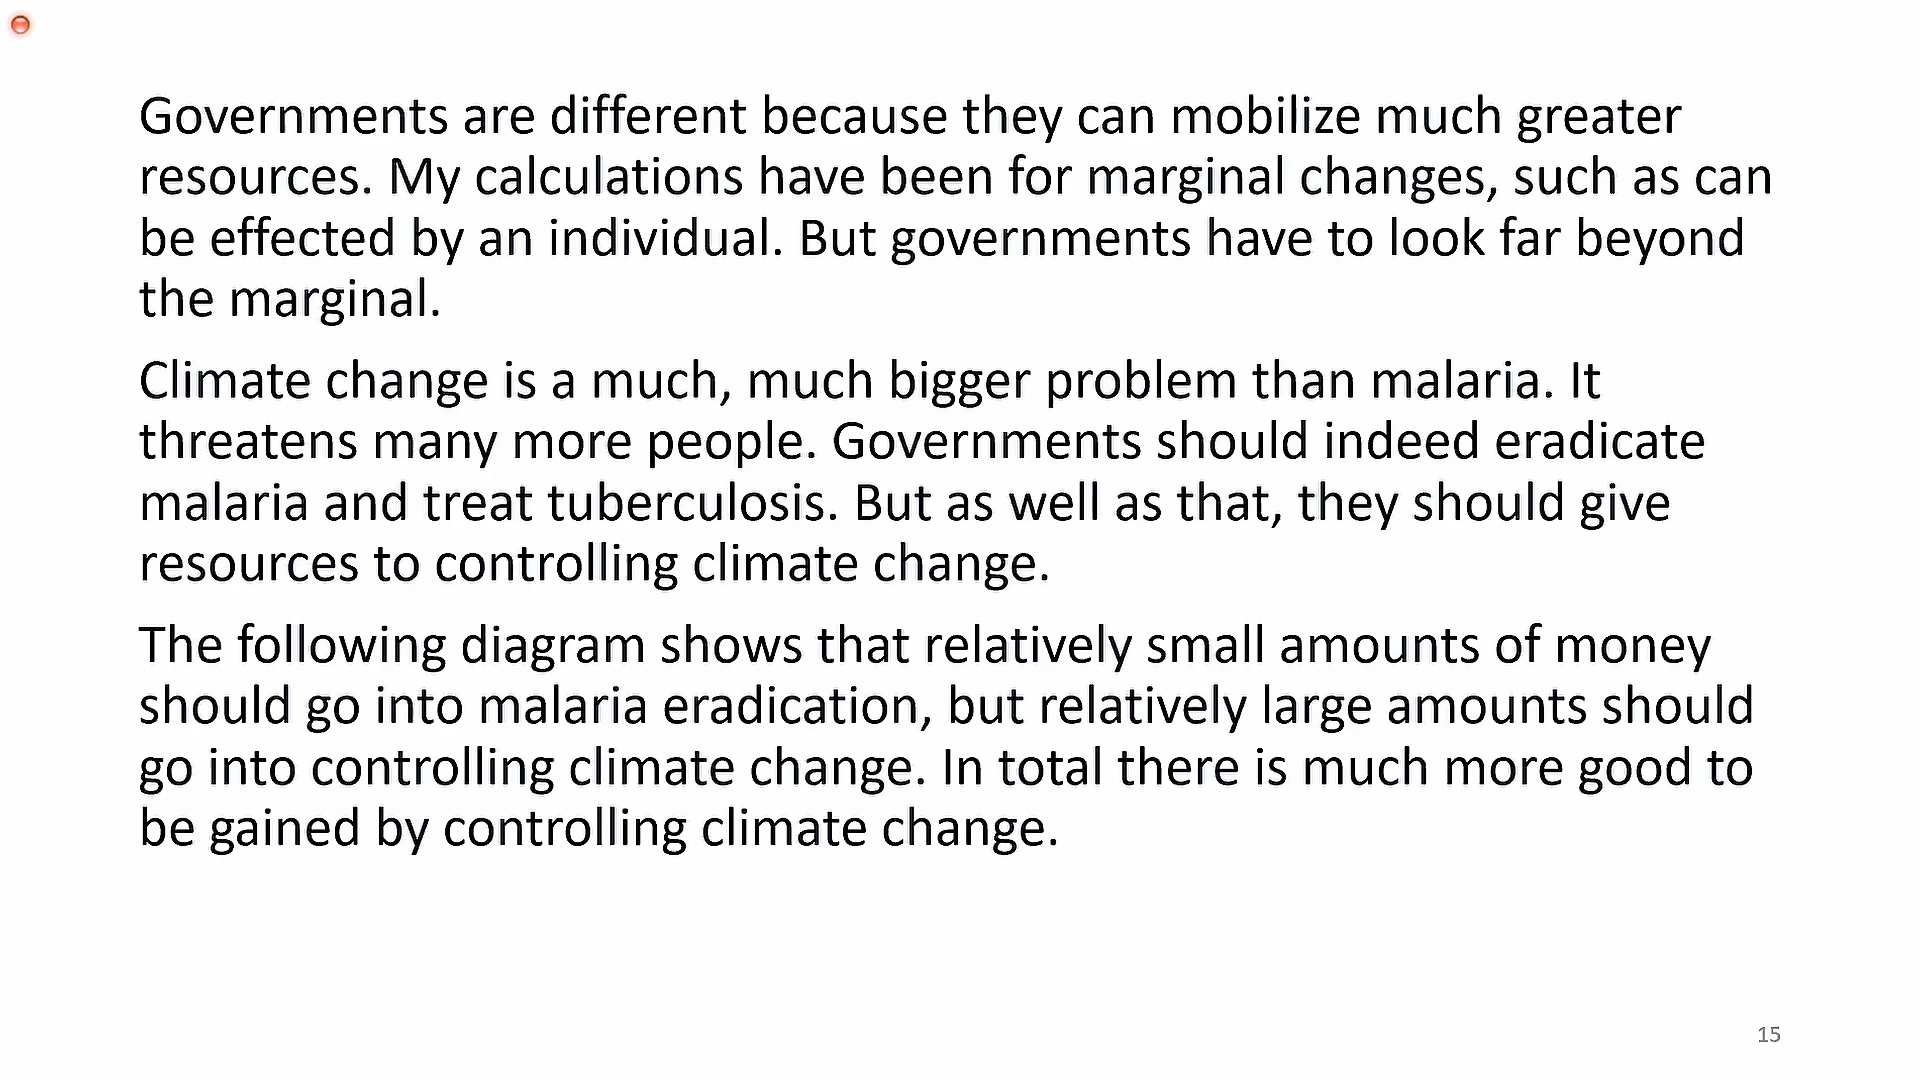 Governments are different because they can mobilize much greater
resources. My calculations have been for marginal changes, such as can
be effected by an individual. But governments have to look far beyond
the marginal.
Climate change is a much, much bigger problem than malaria. It
threatens many more people. Governments should indeed eradicate
malaria and treat tuberculosis. But as well as that, they should give
resources to controlling climate change.
The following diagram shows that relatively small amounts of money
should go into malaria eradication, but relatively large amounts should
go into controlling climate change. In total there is much more good to
be gained by controlling climate change.
15